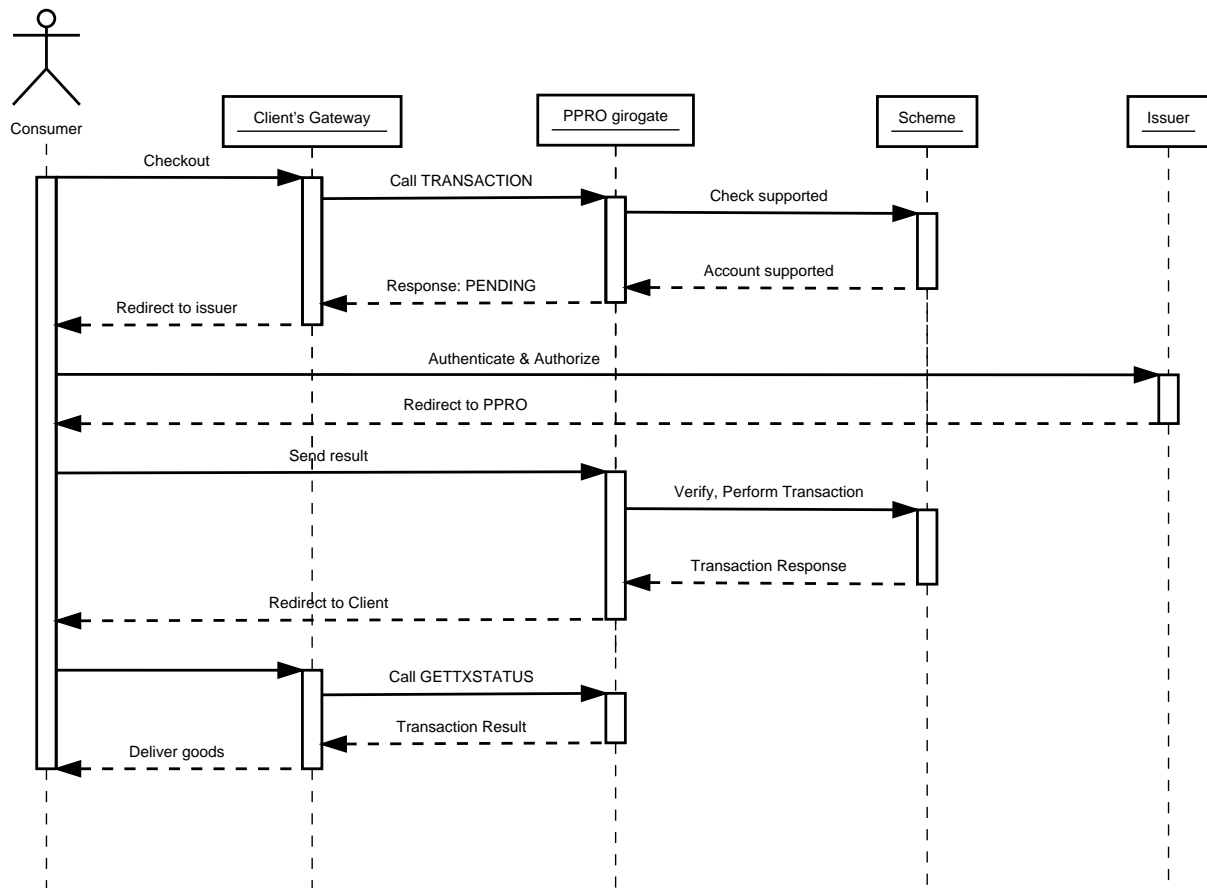 Consumer
Client's Gateway
PPRO girogate
Scheme
Issuer
Checkout
Call TRANSACTION
Check supported
Account supported
Response: PENDING
Redirect to issuer
Authenticate & Authorize
Redirect to PPRO
Send result
Verify, Perform Transaction
Transaction Response
Redirect to Client
Call GETTXSTATUS
Transaction Result
Deliver goods